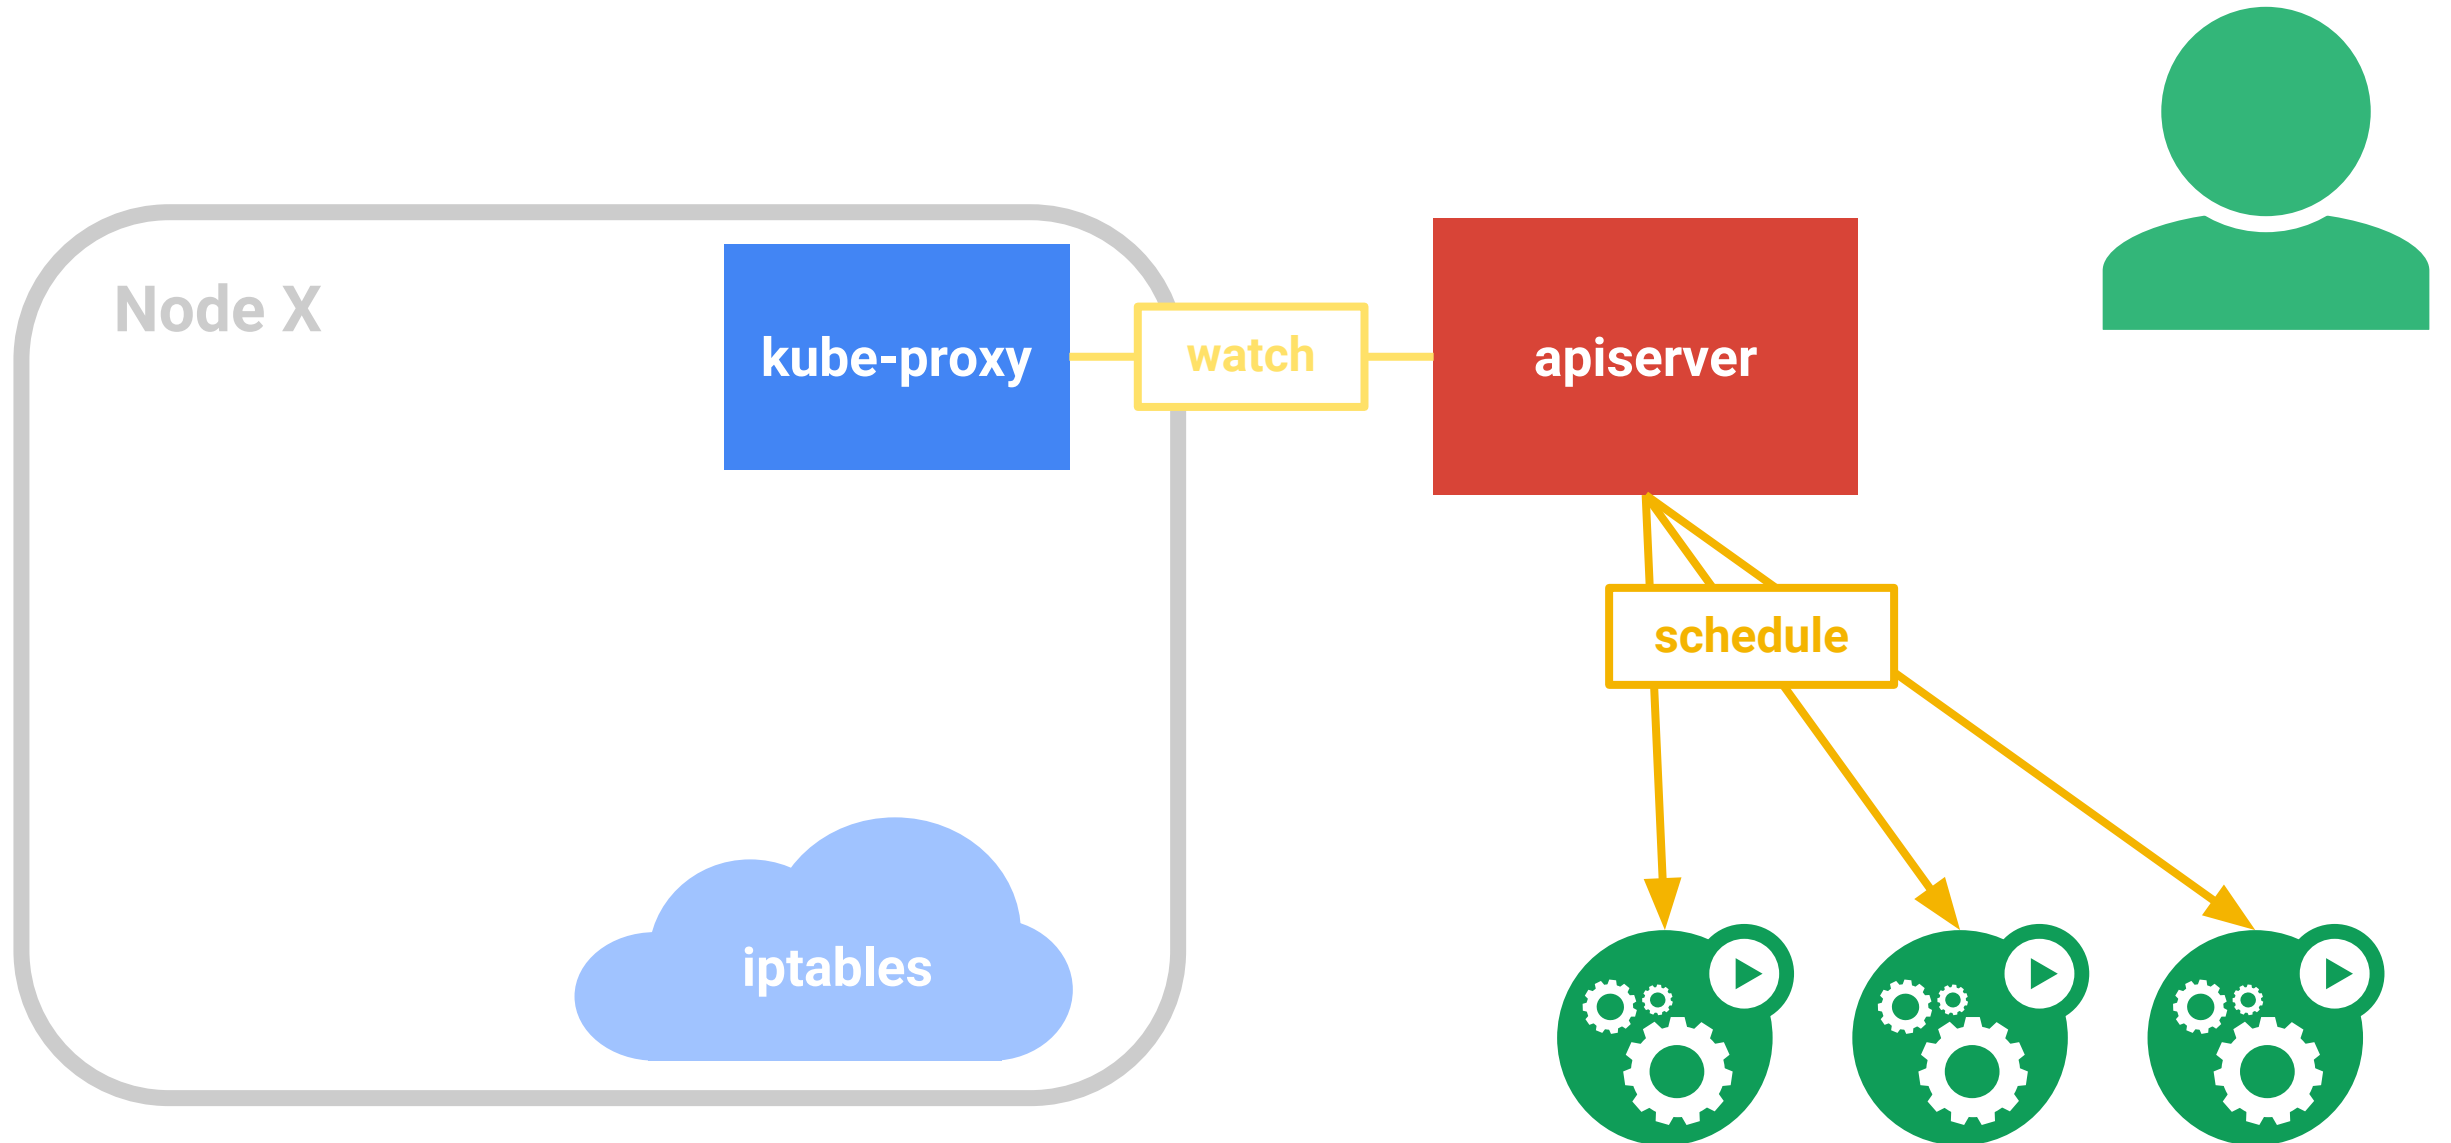 Node X
kube-proxy
watch
apiserver
schedule
iptables